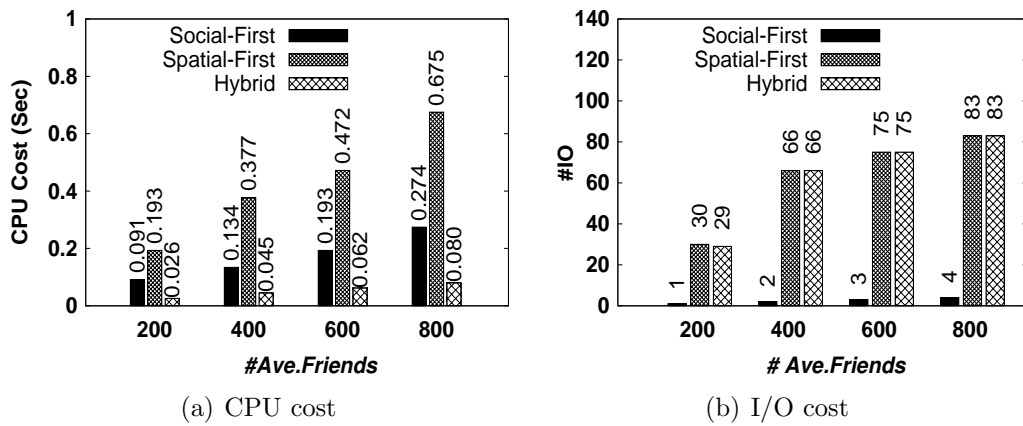 CPU Cost (Sec)
1
0.8
0.6
0.4
0.2
0
Social-First
Spatial-First
Hybrid
0.091
0.193
0.026
0.134
0.377
0.045
0.193
0.472
0.062
0.274
0.675
0.080
200 400 600 800
#Ave.Friends
(a) CPU cost
#IO
140
120
100
80
60
40
20
0
Social-First
Spatial-First
Hybrid
1
30
29
2
66
66
3
75
75
4
83
83
200 400 600 800
# Ave.Friends
(b) I/O cost